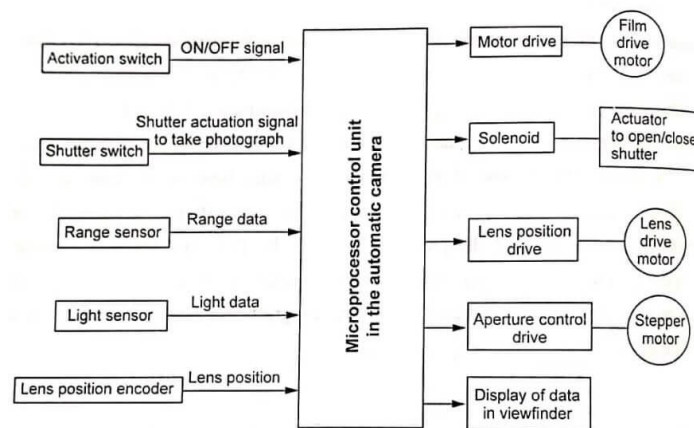 Activation switch
ON/OFF signal
Shutter switch
Shutter actuation signal
to take photograph
Range sensor
Range data
Light sensor
Light data
Lens position encoder
Lens position
Microprocessor control unit
in the automatic camera
Motor drive
Film
drive
motor
Solenoid
Actuator
to open/close
shutter
Lens position
drive
Lens
drive
motor
Aperture control
drive
Stepper
motor
Display of data
in viewfinder